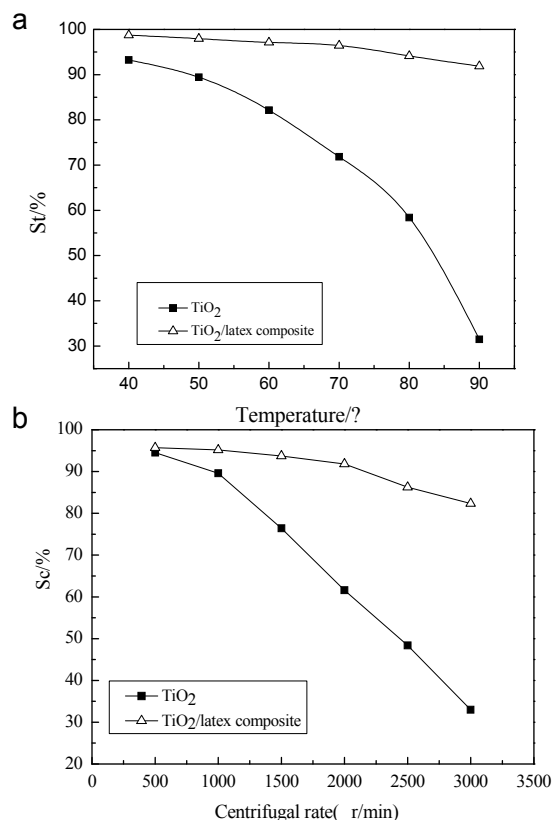 a
100
90
80
70
60
50
40
30
St/%
TiO2
TiO2/latex composite
40 50 60 70 80 90
Temperature/?
b
100
90
80
70
60
50
40
30
20
Sc/%
TiO2
TiO2/latex composite
0 500 1000 1500 2000 2500 3000 3500
Centrifugal rate( r/min)